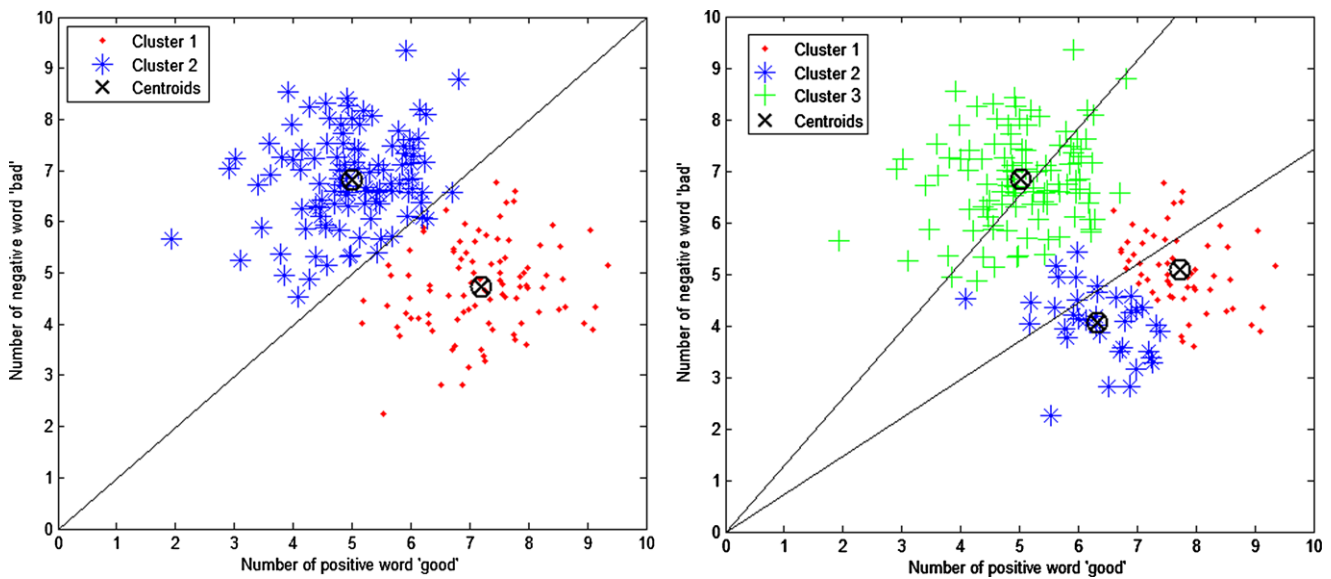 10
9
8
7
6
5
4
3
2
1
0
Number of negative word 'bad'
Cluster 1
Cluster 2
Centroids
0 1 2 3 4 5 6 7 8 9 10
Number of positive word 'good'
10
9
8
7
6
5
4
3
2
1
0
Number of negative word 'bad'
Cluster 1
Cluster 2
Cluster 3
Centroids
0 1 2 3 4 5 6 7 8 9 10
Number of positive word 'good'